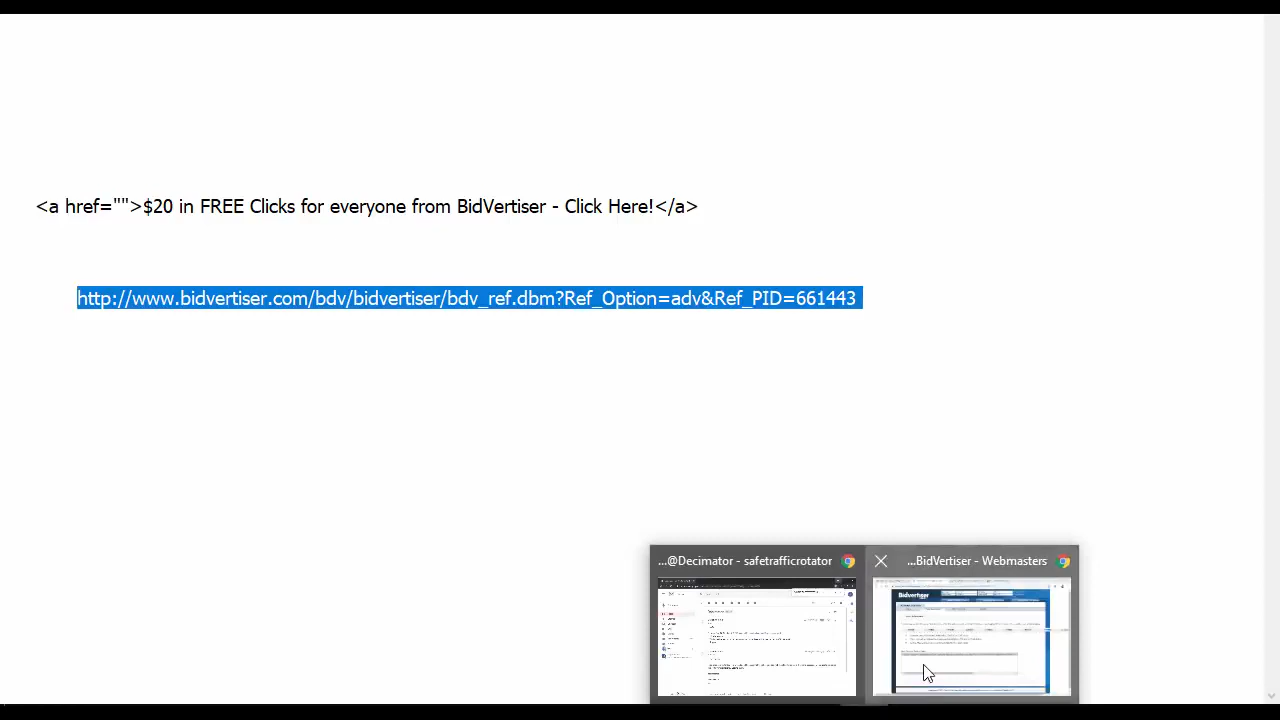 <a href="">$20 in FREE Clicks for everyone from BidVertiser - Click Here!</a>
http://www.bidvertiser.com/bdv/bidvertiser/bdv_ref.dbm?Ref_Option=adv&Ref_PID=661443
...@Decimator - safetrafficrotator
...BidVertiser - Webmasters
Bidvertiser